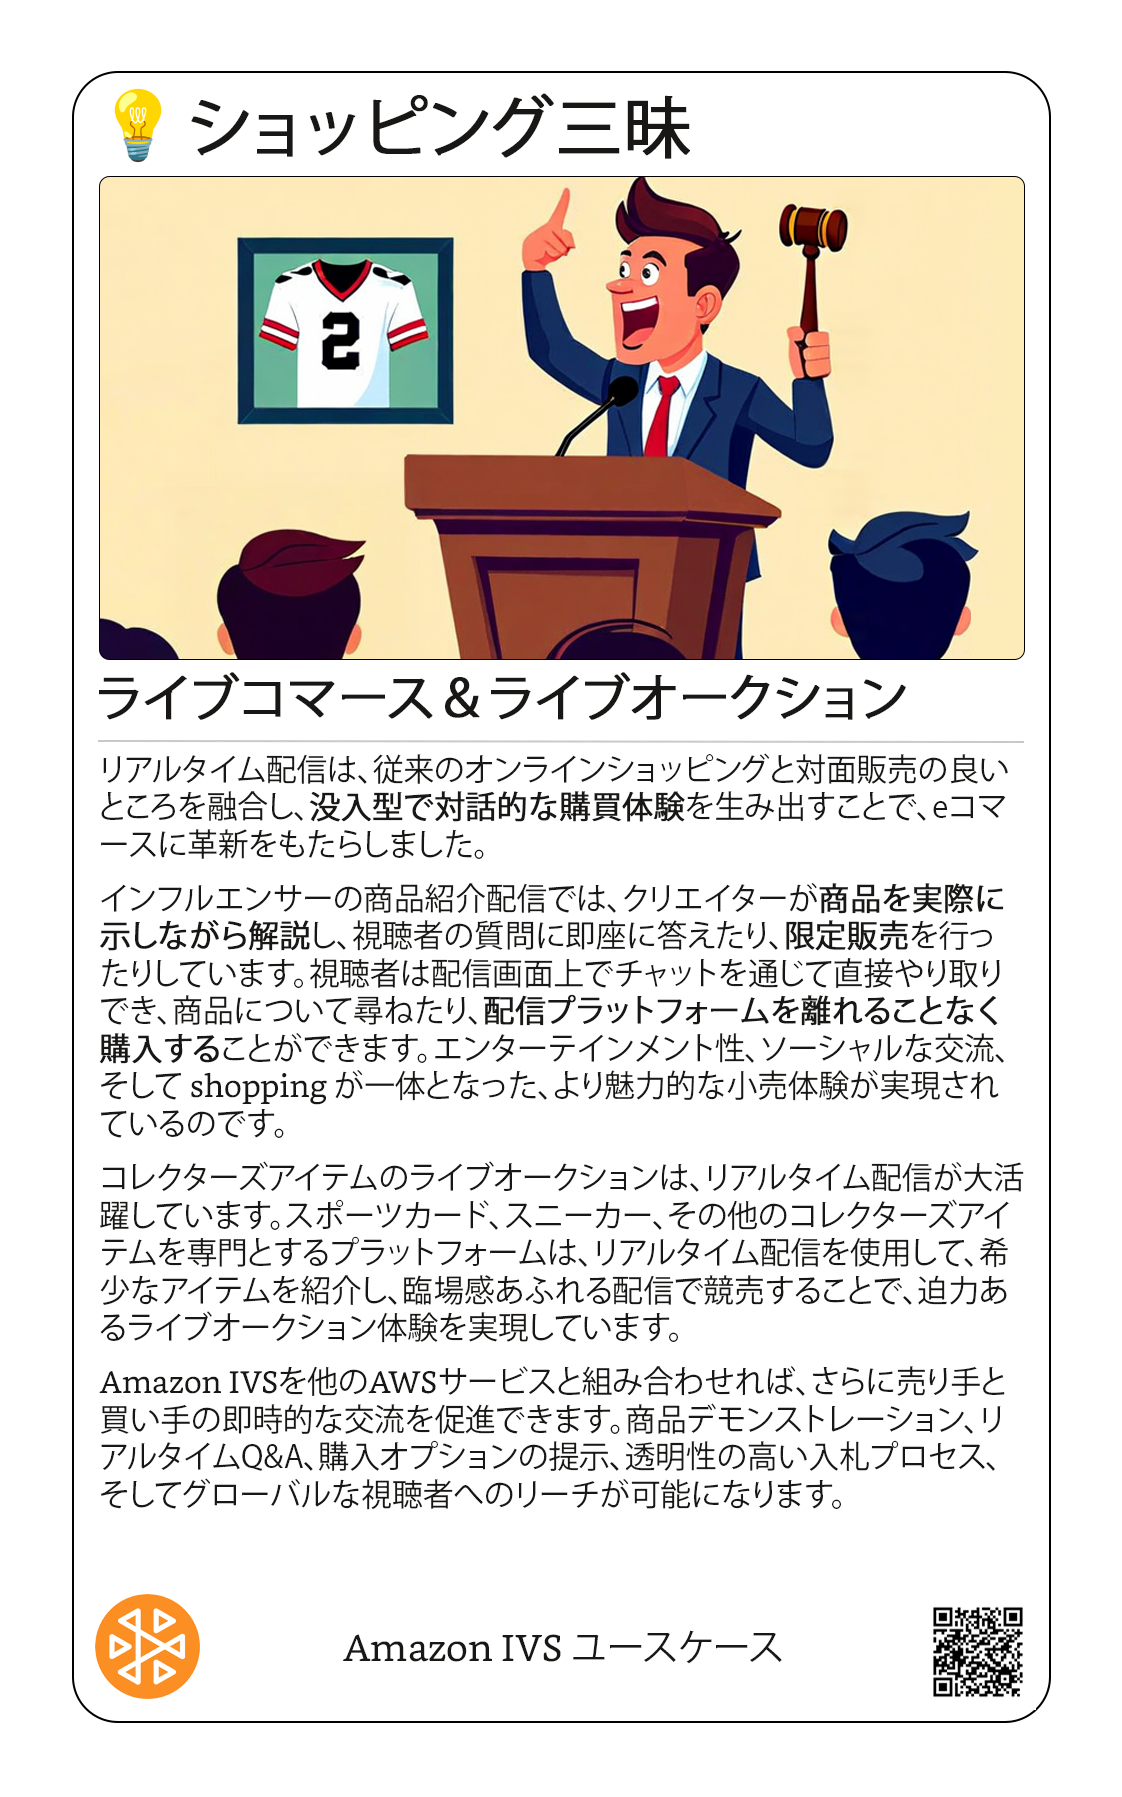 ショッピング三昧
2
ライブコマース＆ライブオークション
リアルタイム配信は、従来のオンラインショッピングと対面販売の良い
ところを融合し、没入型で対話的な購買体験を生み出すことで、eコマ
ースに革新をもたらしました。
インフルエンサーの商品紹介配信では、クリエイターが商品を実際に
示しながら解説し、視聴者の質問に即座に答えたり、限定販売を行っ
たりしています。視聴者は配信画面上でチャットを通じて直接やり取り
でき、商品について尋ねたり、配信プラットフォームを離れることなく
購入することができます。エンターテインメント性、ソーシャルな交流、
そして shopping が一体となった、より魅力的な小売体験が実現され
ているのです。
コレクターズアイテムのライブオークションは、リアルタイム配信が大活
躍しています。スポーツカード、スニーカー、その他のコレクターズアイ
テムを専門とするプラットフォームは、リアルタイム配信を使用して、希
少なアイテムを紹介し、臨場感あふれる配信で競売することで、迫力あ
るライブオークション体験を実現しています。
Amazon IVSを他のAWSサービスと組み合わせれば、さらに売り手と
買い手の即時的な交流を促進できます。商品デモンストレーション、リ
アルタイムQ&A、購入オプションの提示、透明性の高い入札プロセス、
そしてグローバルな視聴者へのリーチが可能になります。
Amazon IVS ユースケース